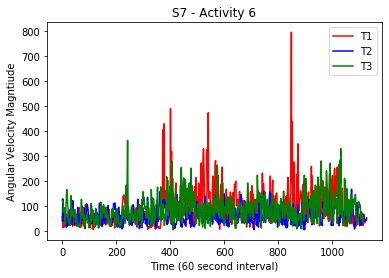 S7 - Activity 6
T1
T2
T3
800
700
600
500
400
300
200
100
0
Angular Velocity Magntiude
0 200 400 600 800 1000
Time (60 second interval)